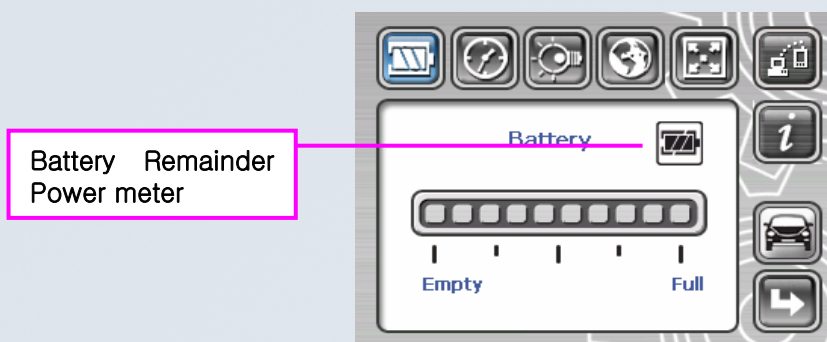 Battery Remainder
Power meter
Battery
i
Empty
Full